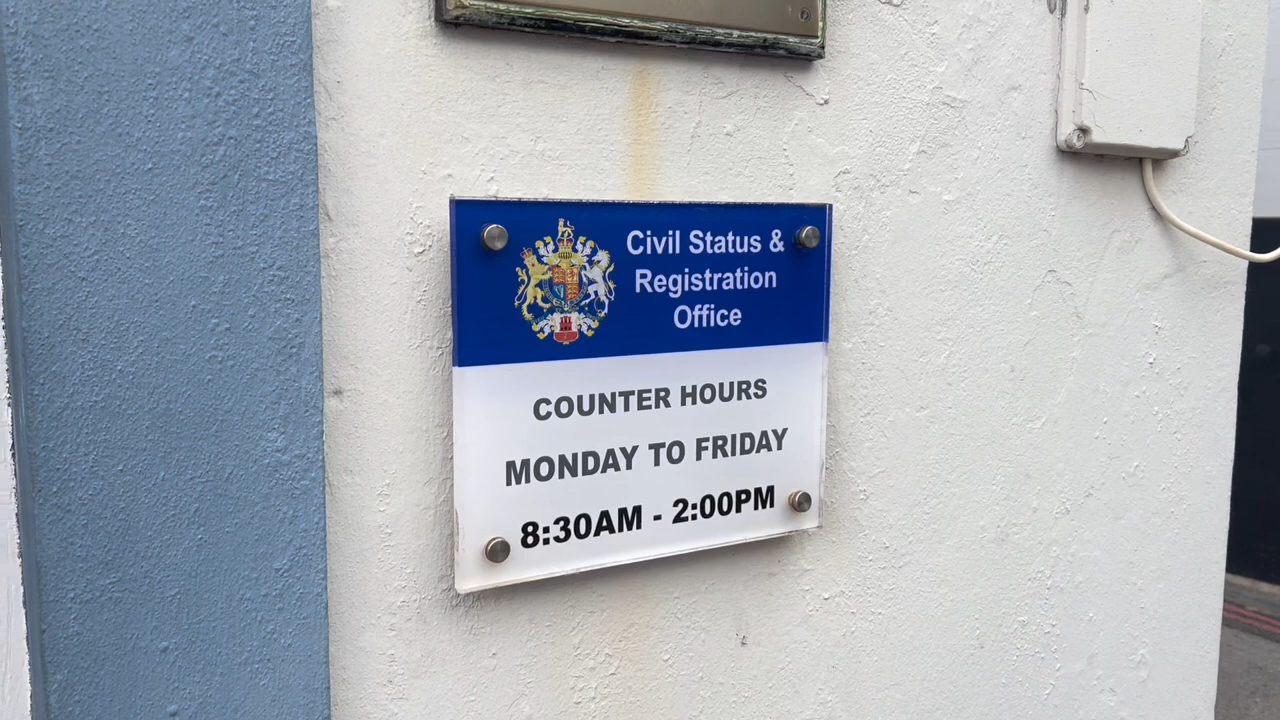 Civil Status &
Registration
Office
COUNTER HOURS
MONDAY TO FRIDAY
8:30AM - 2:00PM